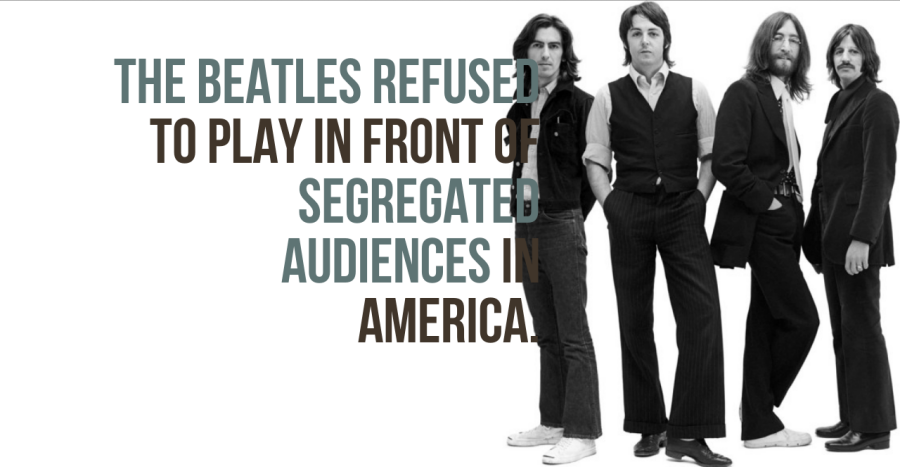 THE BEATLES REFUSED
TO PLAY IN FRONT OF
SEGREGATED
AUDIENCES IN
AMERICA.